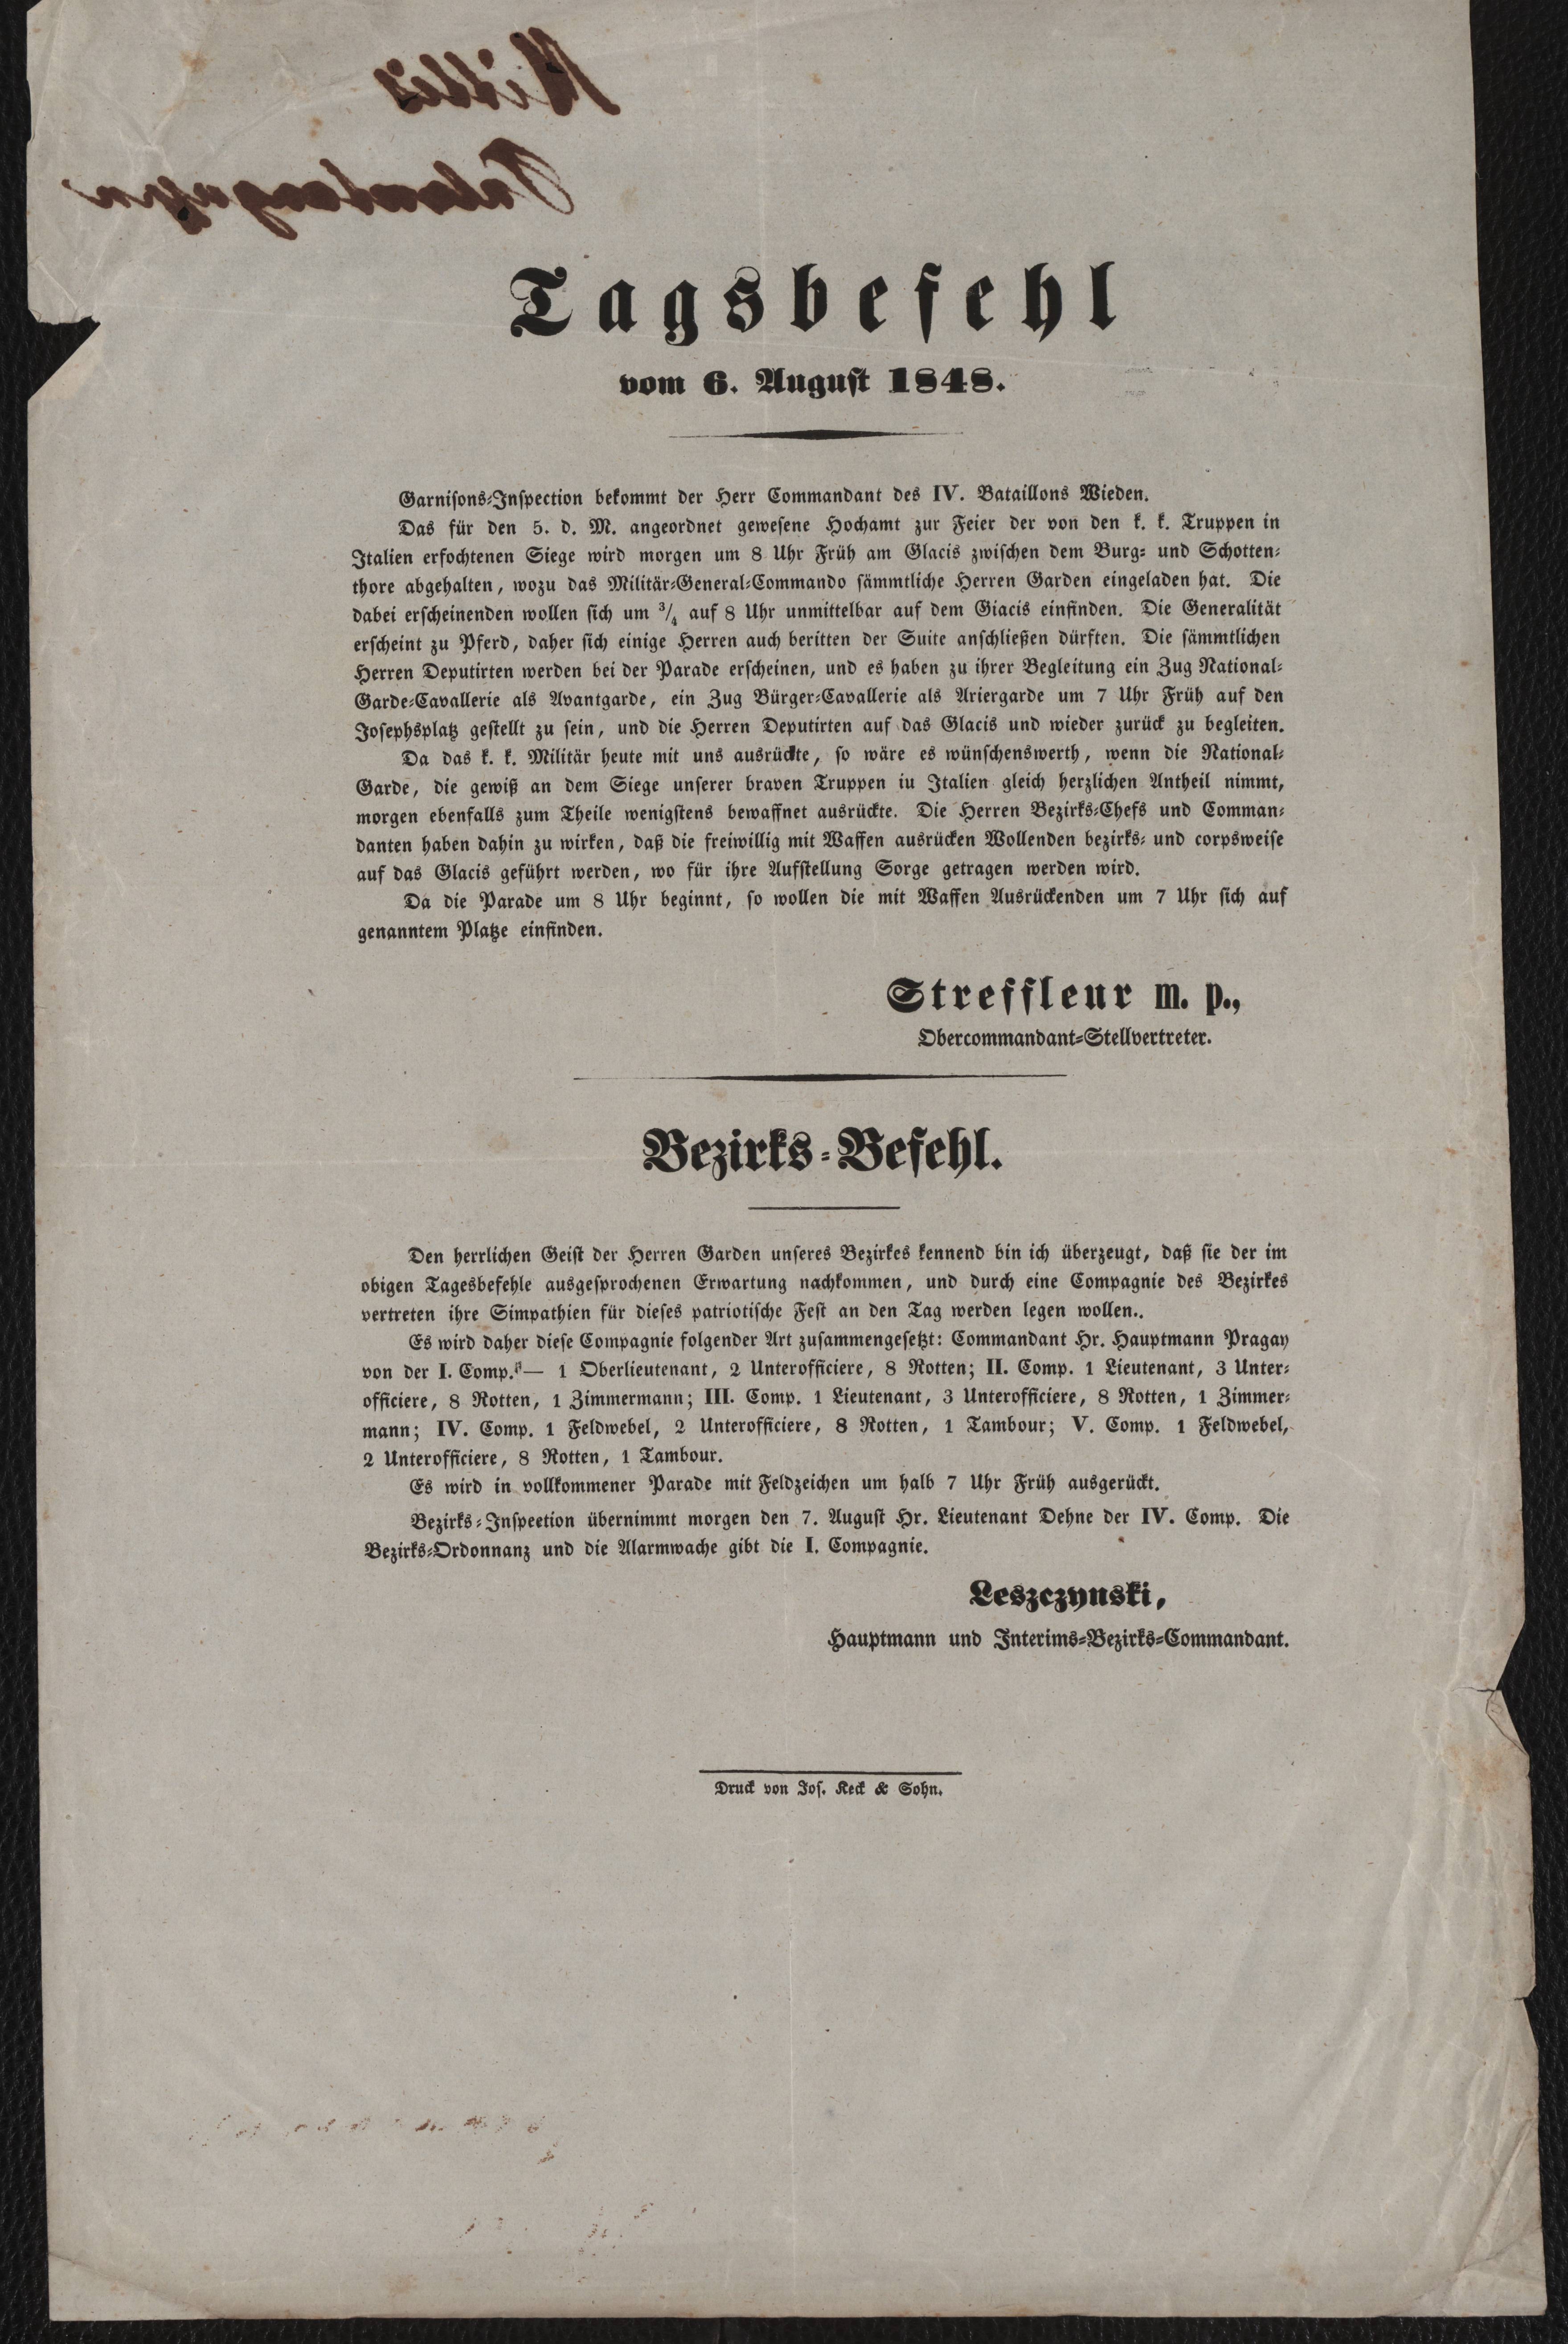 Tagsbefehl
vom 6. August 1848.
Garnisons-Inspection bekommt der Herr Commandant des IV. Bataillons Wieden.
Das für den 5. d. M. angeordnet gewesene Hochamt zur Feier der von den k. k. Truppen in
Italien erfochtenen Siege wird morgen um 8 Uhr Früh am Glacis zwischen dem Burg- und Schotten-
thore abgehalten, wozu das Militär-General-Commando sämmtliche Herren Garden eingeladen hat. Die
dabei erscheinenden wollen sich um 3/4 auf 8 Uhr unmittelbar auf dem Giacis einfinden. Die Generalität
erscheint zu Pferd, daher sich einige Herren auch beritten der Suite anschließen dürften. Die sämmtlichen
Herren Deputirten werden bei der Parade erscheinen, und es haben zu ihrer Begleitung ein Zug National-
Garde-Cavallerie als Avantgarde, ein Zug Bürger-Cavallerie als Ariergarde um 7 Uhr Früh auf den
Josephsplatz gestellt zu sein, und die Herren Deputirten auf das Glacis und wieder zurück zu begleiten.
Da das k. k. Militär heute mit uns ausrückte, so wäre es wünschenswerth, wenn die National-
Garde, die gewiß an dem Siege unserer braven Truppen iu Italien gleich herzlichen Antheil nimmt,
morgen ebenfalls zum Theile wenigstens bewaffnet ausrückte. Die Herren Bezirks-Chefs und Comman-
danten haben dahin zu wirken, daß die freiwillig mit Waffen ausrücken Wollenden bezirks- und corpsweise
auf das Glacis geführt werden, wo für ihre Aufstellung Sorge getragen werden wird.
Da die Parade um 8 Uhr beginnt, so wollen die mit Waffen Ausrückenden um 7 Uhr sich auf
genanntem Platze einfinden.
Streffleur m. p.,
Obercommandant-Stellvertreter.
Bezirks-Befehl.
Den herrlichen Geist der Herren Garden unseres Bezirkes kennend bin ich überzeugt, daß sie der im
obigen Tagesbefehle ausgesprochenen Erwartung nachkommen, und durch eine Compagnie des Bezirkes
vertreten ihre Simpathien für dieses patriotische Fest an den Tag werden legen wollen..
Es wird daher diese Compagnie folgender Art zusammengesetzt: Commandant Hr. Hauptmann Pragay
von der I. Comp. — 1 Oberlieutenant, 2 Unterofficiere, 8 Rotten; II. Comp. 1 Lieutenant, 3 Unter-
officiere, 8 Rotten, 1 Zimmermann; III. Comp. 1 Lieutenant, 3 Unterofficiere, 8 Rotten, 1 Zimmer-
mann; IV. Comp. 1 Feldwebel, 2 Unterofficiere, 8 Rotten, 1 Tambour; V. Comp. 1 Feldwebel,
2 Unterofficiere, 8 Rotten, 1 Tambour.
Es wird in vollkommener Parade mit Feldzeichen um halb 7 Uhr Früh ausgerückt.
Bezirks-Inspeetion übernimmt morgen den 7. August Hr. Lieutenant Dehne der IV. Comp. Die
Bezirks-Ordonnanz und die Alarmwache gibt die I. Compagnie.
Leszczynski,
Hauptmann und Interims-Bezirks-Commandant.
Druck von Jos. Keck & Sohn.